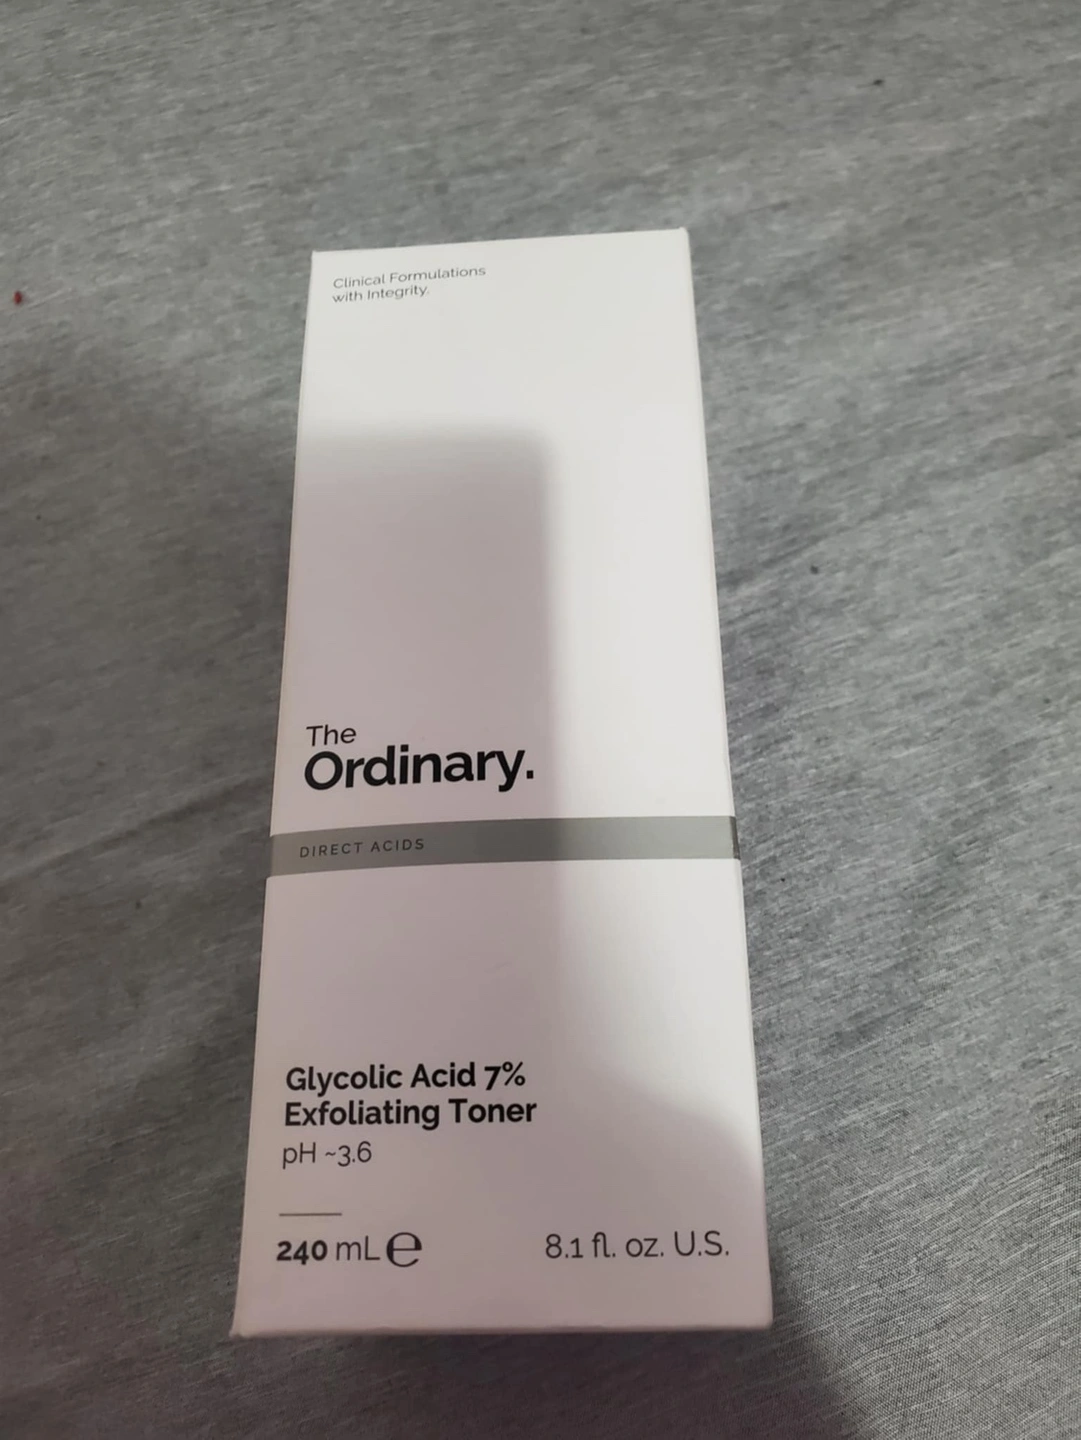 Clinical Formulations
with Integrity.
The
Ordinary.
DIRECT ACIDS
Glycolic Acid 7%
Exfoliating Toner
pH ~3.6
240 mL ℮
8.1 fl. oz. U.S.